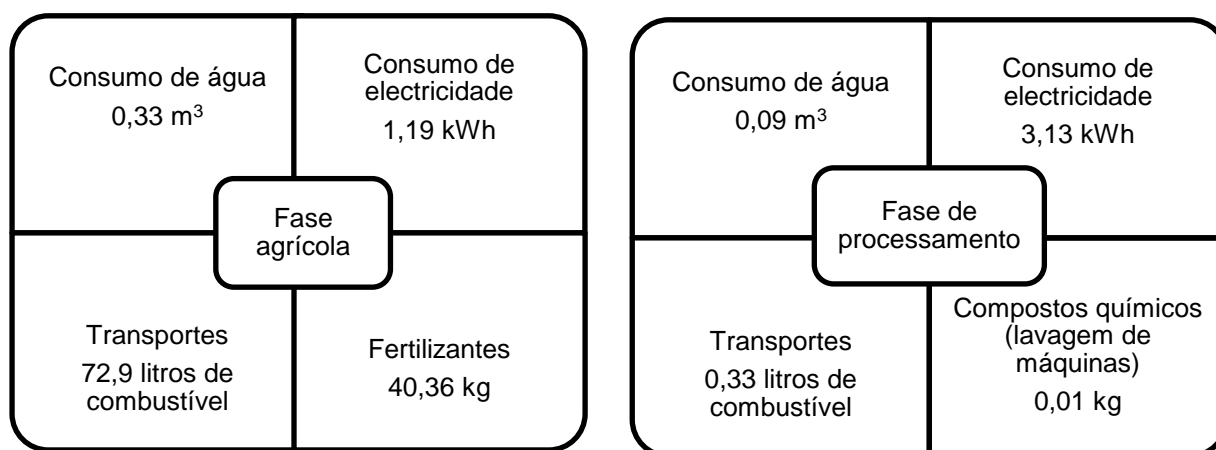 Consumo de água
0,33 m³
Consumo de
electricidade
1,19 kWh
Fase
agrícola
Transportes
72,9 litros de
combustível
Fertilizantes
40,36 kg
Consumo de água
0,09 m³
Consumo de
electricidade
3,13 kWh
Fase de
processamento
Transportes
0,33 litros de
combustível
Compostos químicos
(lavagem de
máquinas)
0,01 kg